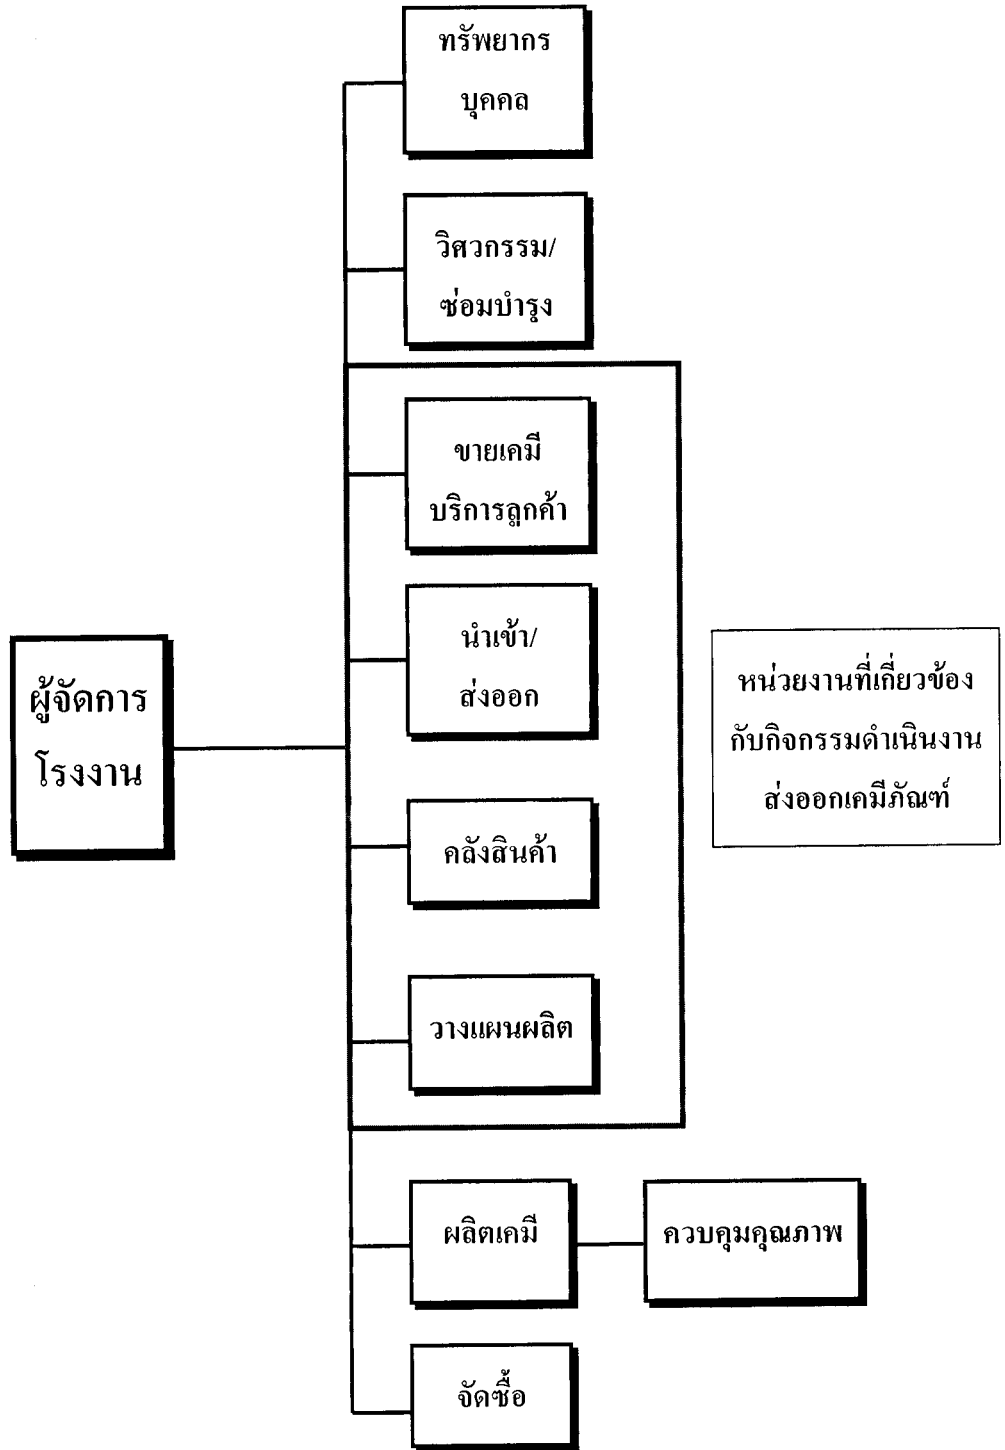 ทรัพยากร
บุคคล
วิศวกรรม/
ซ่อมบำรุง
ขายเคมี
บริการลูกค้า
นำเข้า/
ส่งออก
ผู้จัดการ
โรงงาน
หน่วยงานที่เกี่ยวข้อง
กับกิจกรรมดำเนินงาน
ส่งออกเคมีภัณฑ์
คลังสินค้า
วางแผนผลิต
ผลิตเคมี
ควบคุมคุณภาพ
จัดซื้อ